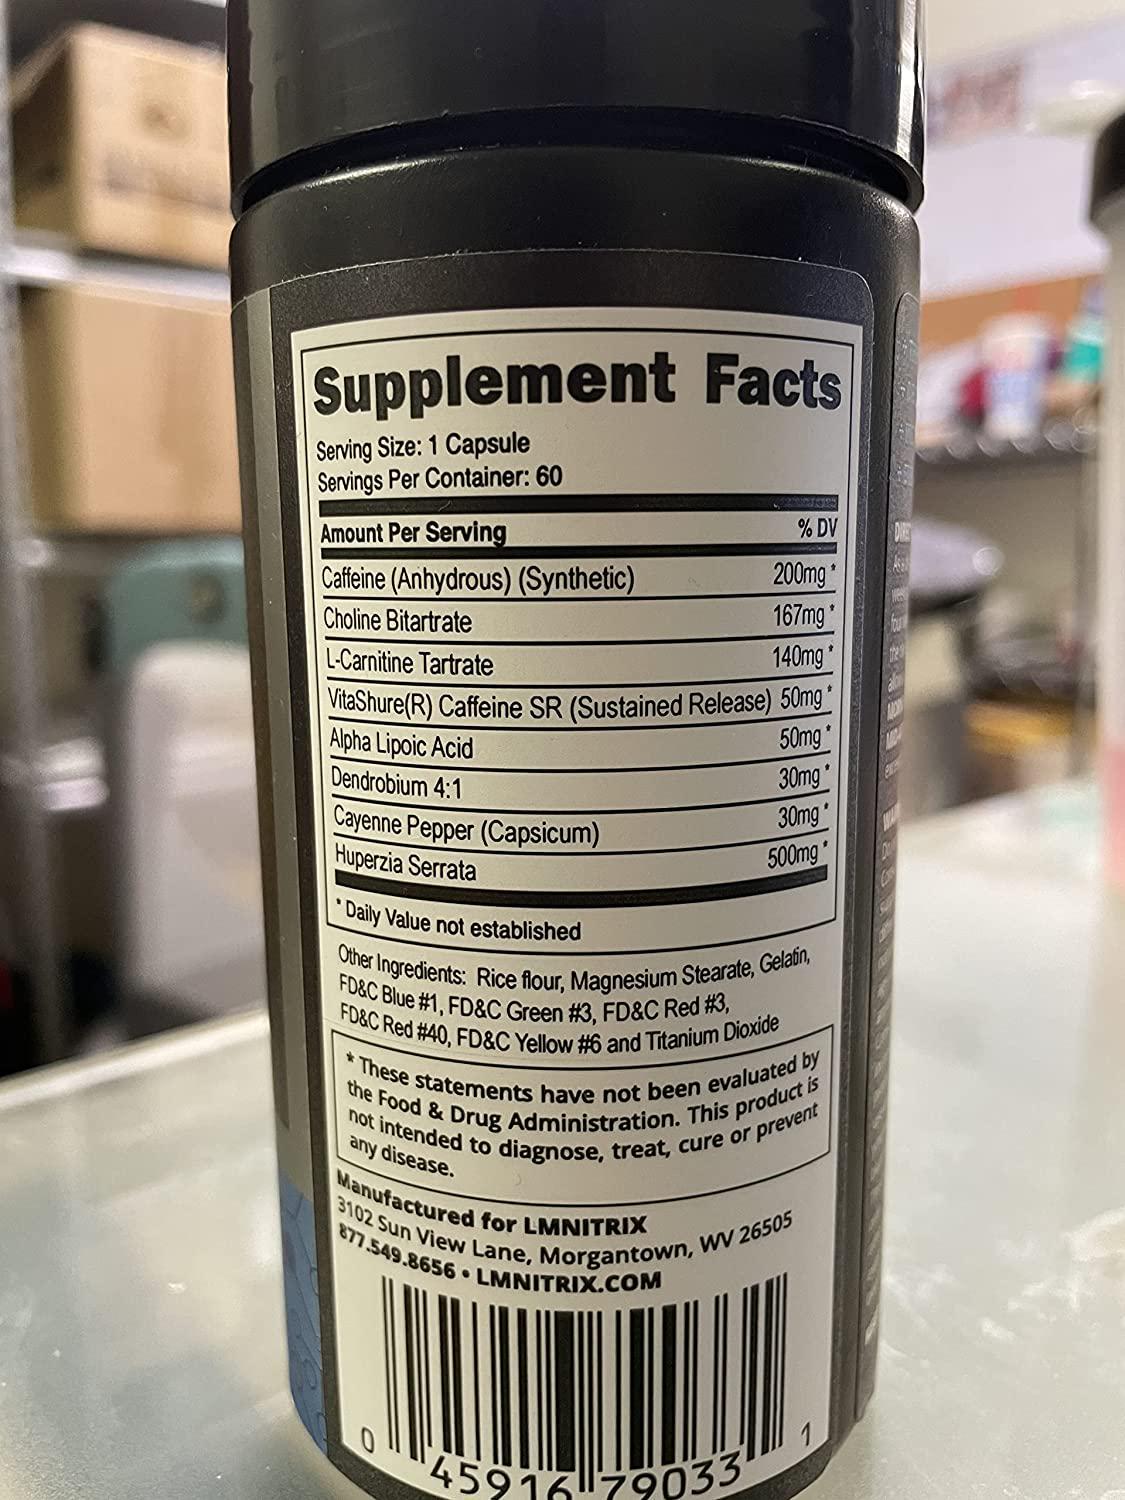 Supplement Facts
Serving Size: 1 Capsule
Servings Per Container: 60
Amount Per Serving % DV
Caffeine (Anhydrous) (Synthetic) 200mg *
Choline Bitartrate 167mg *
L-Carnitine Tartrate 140mg *
VitaShure(R) Caffeine SR (Sustained Release) 50mg *
Alpha Lipoic Acid 50mg *
Dendrobium 4:1 30mg *
Cayenne Pepper (Capsicum) 30mg *
Huperzia Serrata 500mg *
* Daily Value not established
Other Ingredients: Rice flour, Magnesium Stearate, Gelatin,
FD&C Blue #1, FD&C Green #3, FD&C Red #3,
FD&C Red #40, FD&C Yellow #6 and Titanium Dioxide
* These statements have not been evaluated by
the Food & Drug Administration. This product is
not intended to diagnose, treat, cure or prevent
any disease.
Manufactured for LMNITRIX
3102 Sun View Lane, Morgantown, WV 26505
877.549.8656 • LMNITRIX.COM
0 45916 79033 1